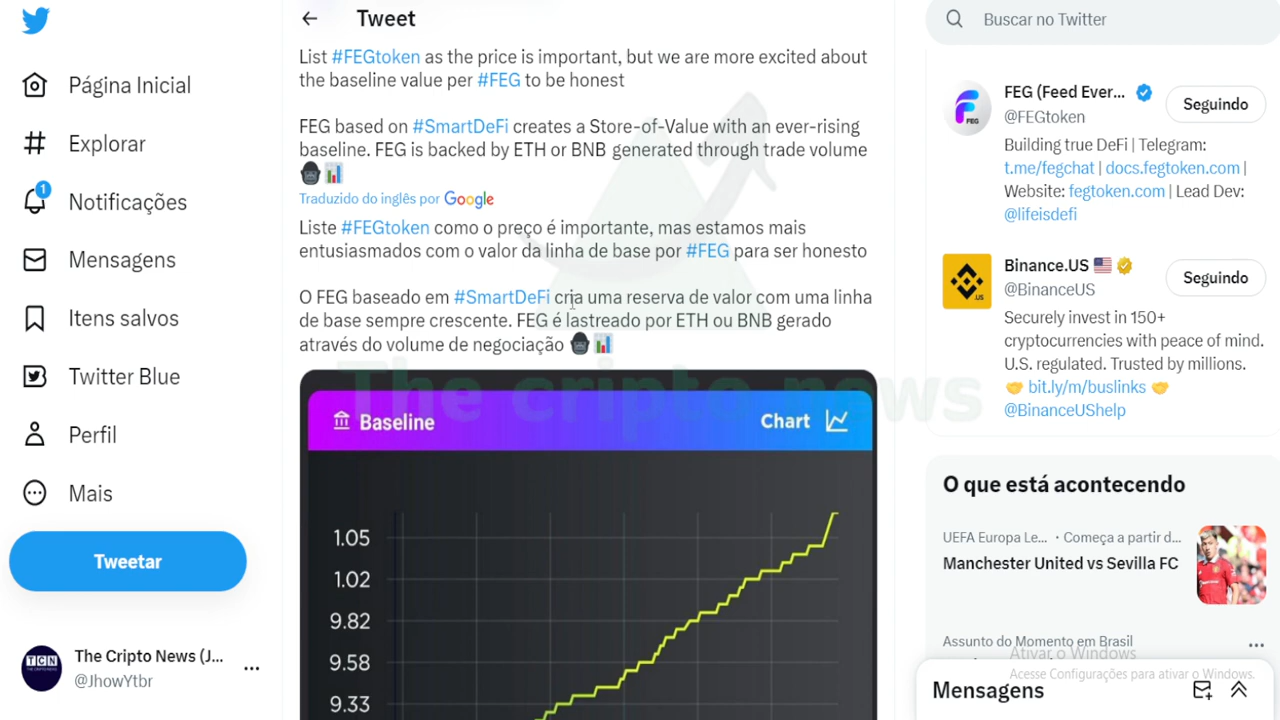 Tweet
List #FEGtoken as the price is important, but we are more excited about
the baseline value per #FEG to be honest
FEG based on #SmartDeFi creates a Store-of-Value with an ever-rising
baseline. FEG is backed by ETH or BNB generated through trade volume
Traduzido do inglês por Google
Liste #FEGtoken como o preço é importante, mas estamos mais
entusiasmados com o valor da linha de base por #FEG para ser honesto
O FEG baseado em #SmartDeFi cria uma reserva de valor com uma linha
de base sempre crescente. FEG é lastreado por ETH ou BNB gerado
através do volume de negociação
The cripto news
Baseline
Chart
1.05
1.02
9.82
9.58
9.33
Página Inicial
Explorar
1
Notificações
Mensagens
Itens salvos
Twitter Blue
Perfil
Mais
Tweetar
TCN
The Cripto News (J...
@JhowYtbr
Buscar no Twitter
FEG
FEG (Feed Ever...
@FEGtoken
Seguindo
Building true DeFi | Telegram:
t.me/fegchat | docs.fegtoken.com |
Website: fegtoken.com | Lead Dev:
@lifeisdefi
.US
Binance.US
@BinanceUS
Seguindo
Securely invest in 150+
cryptocurrencies with peace of mind.
U.S. regulated. Trusted by millions.
bit.ly/m/buslinks
@BinanceUShelp
O que está acontecendo
UEFA Europa Le... · Começa a partir d...
Manchester United vs Sevilla FC
Assunto do Momento em Brasil
Ativar o Windows
Acesse Configurações para ativar o Windows.
Mensagens